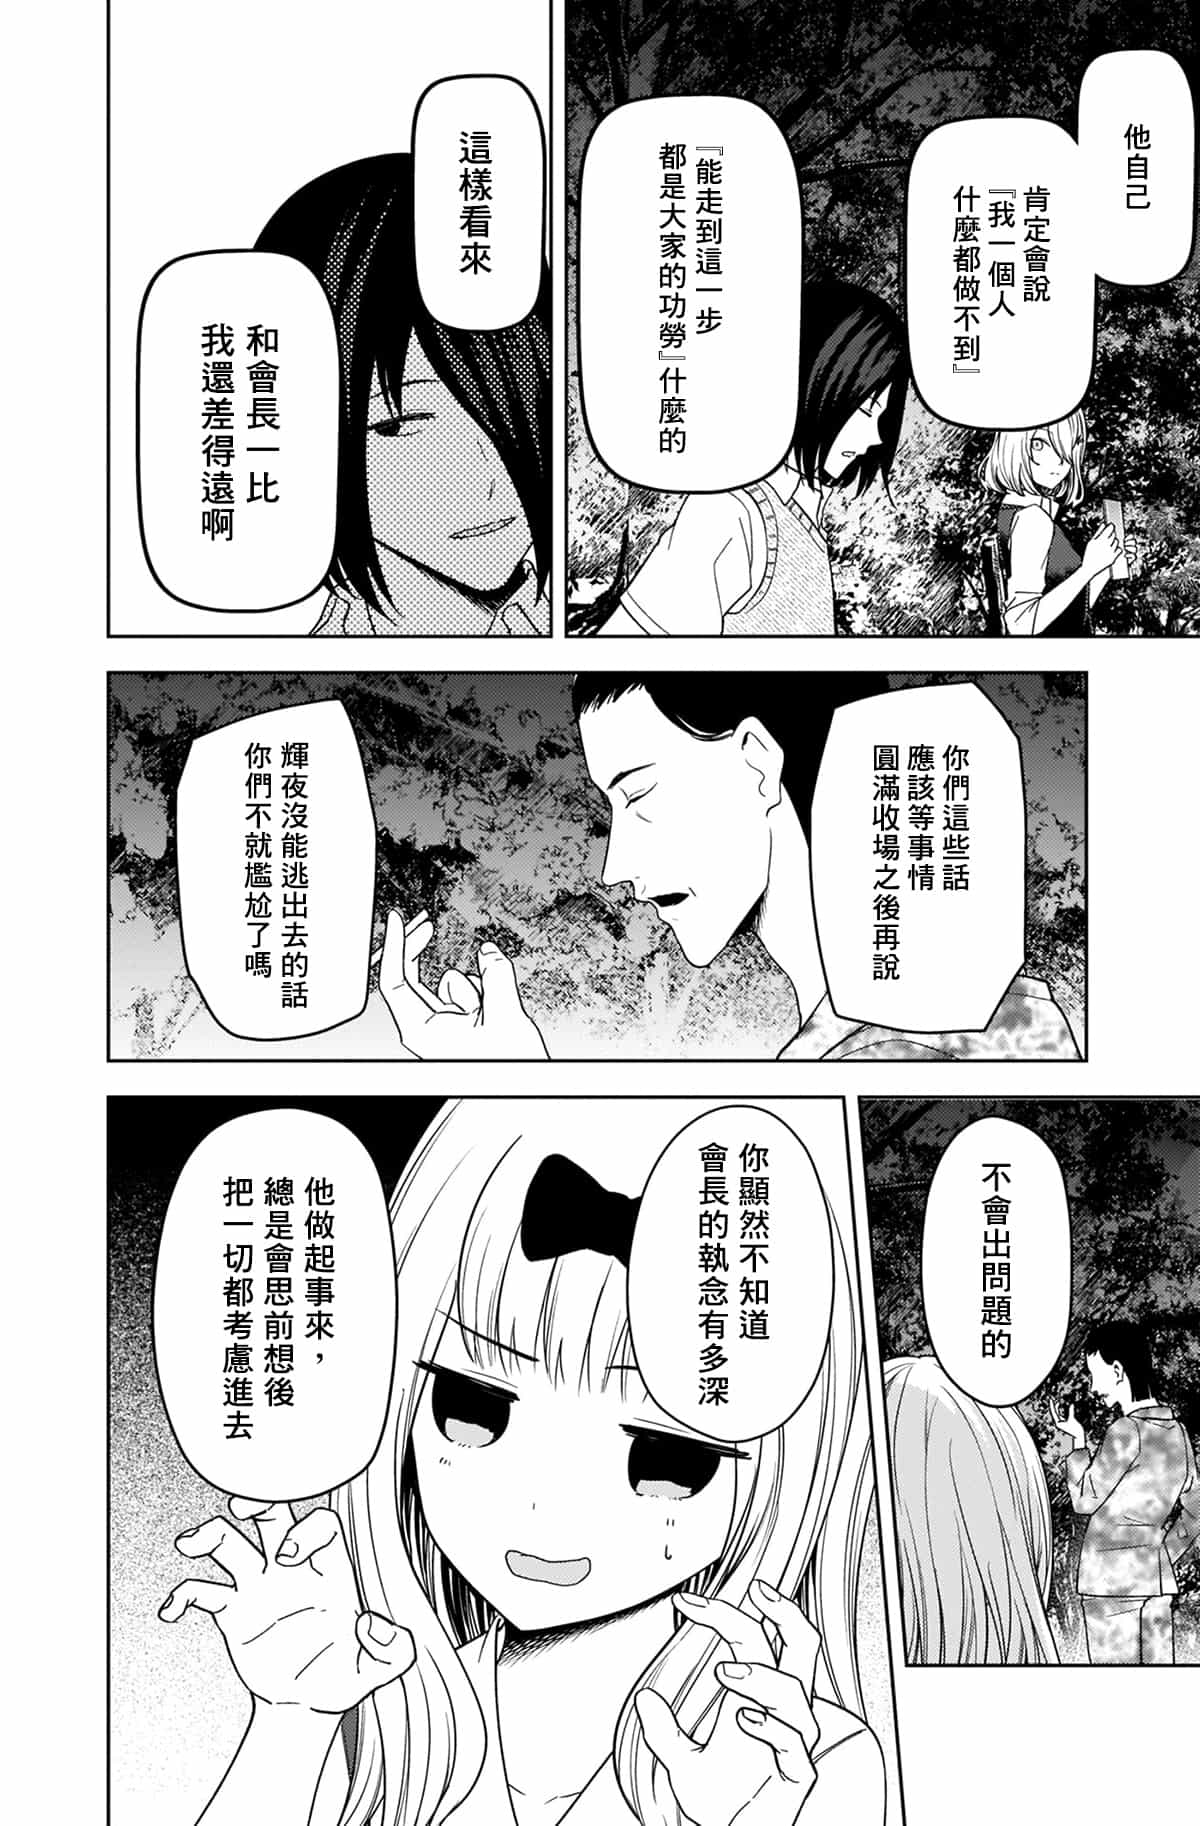 他自己
肯定會說
『我一個人
什麼都做不到』
『能走到這一步
都是大家的功勞』什麼的
這樣看來
和會長一比
我還差得遠啊
你們這些話
應該等事情
圓滿收場之後再說
輝夜沒能逃出去的話
你們不就尷尬了嗎
不會出問題的
你顯然不知道
會長的執念有多深
他做起事來，
總是會思前想後
把一切都考慮進去